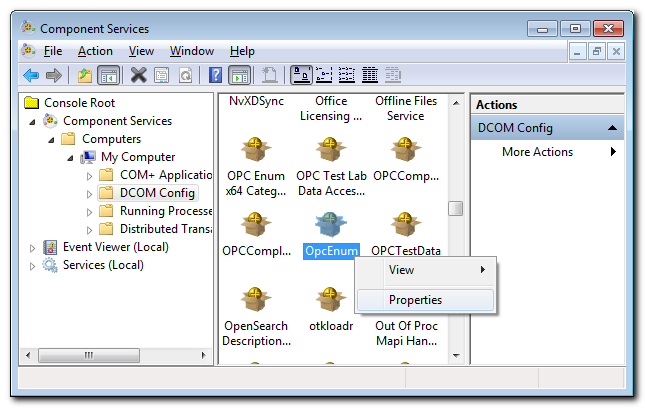 Component Services
File Action View Window Help
Console Root
Component Services
Computers
My Computer
COM+ Applicatio
DCOM Config
Running Processe
Distributed Transa
Event Viewer (Local)
Services (Local)
NvXDSync
Office
Licensing ...
Offline Files
Service
OPC Enum
x64 Categ...
OPC Test Lab
Data Acces...
OPCComp...
OPCCompl...
OpcEnum
OPCTestData
View
Properties
OpenSearch
Description...
otkloadr
Out Of Proc
Mapi Han...
Actions
DCOM Config
More Actions